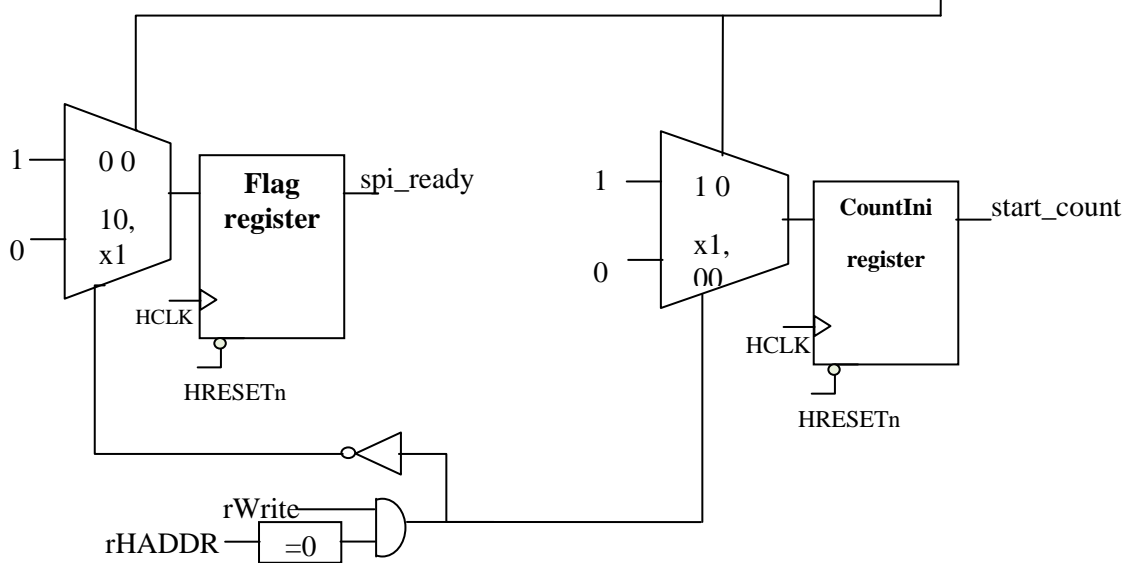 1
0 0
10,
x1
0
Flag
register
spi_ready
HCLK
HRESETn
1
1 0
x1,
00
0
CountIni
register
start_count
HCLK
HRESETn
rWrite
rHADDR
=0